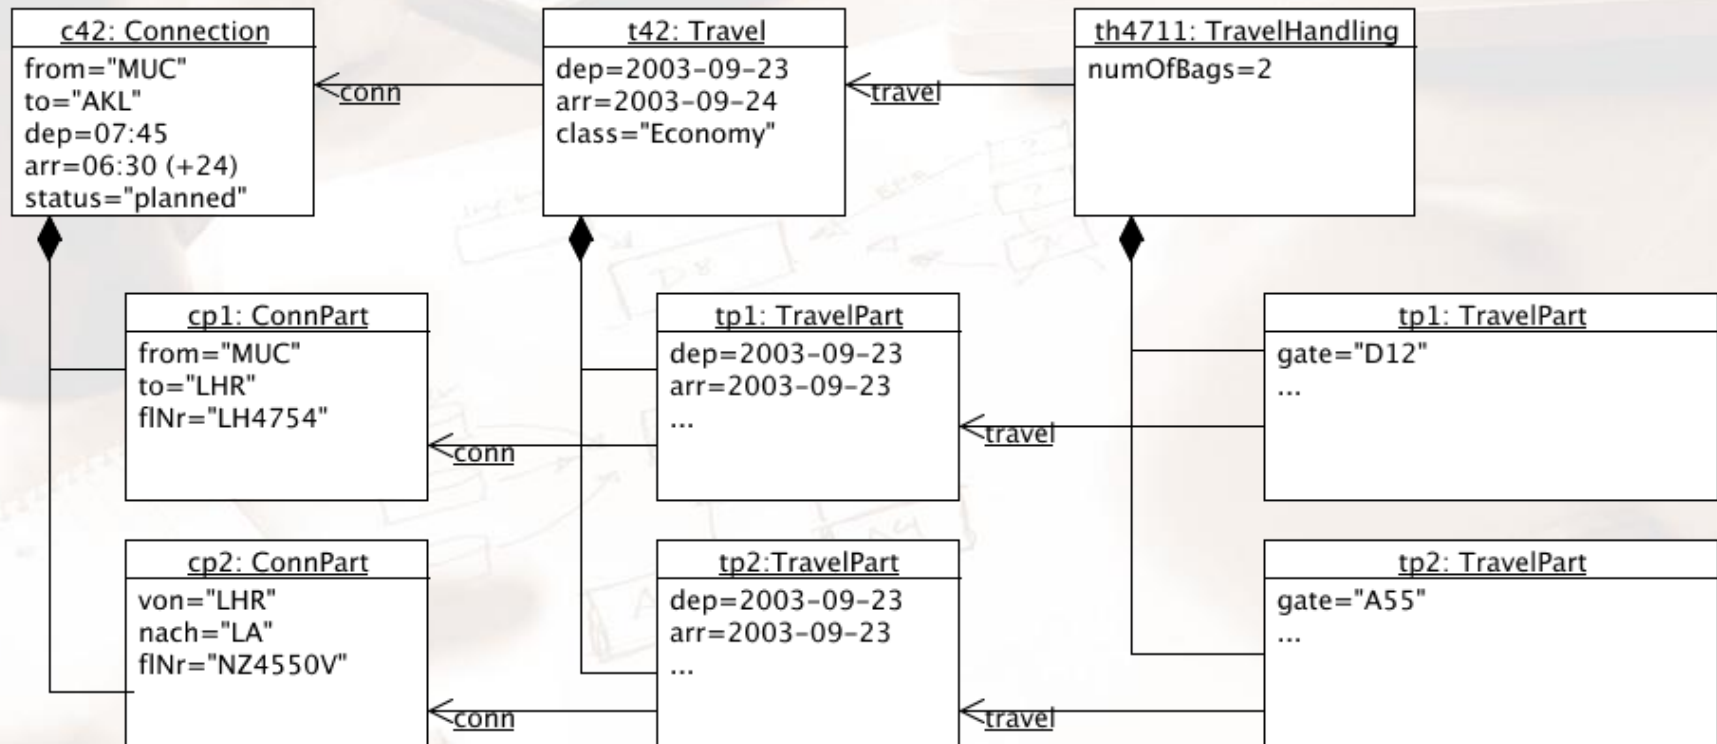 c42: Connection
from="MUC"
to="AKL"
dep=07:45
arr=06:30 (+24)
status="planned"
conn
t42: Travel
dep=2003-09-23
arr=2003-09-24
class="Economy"
travel
th4711: TravelHandling
numOfBags=2
cp1: ConnPart
from="MUC"
to="LHR"
flNr="LH4754"
conn
tp1: TravelPart
dep=2003-09-23
arr=2003-09-23
...
travel
tp1: TravelPart
gate="D12"
...
cp2: ConnPart
von="LHR"
nach="LA"
flNr="NZ4550V"
conn
tp2:TravelPart
dep=2003-09-23
arr=2003-09-23
...
travel
tp2: TravelPart
gate="A55"
...